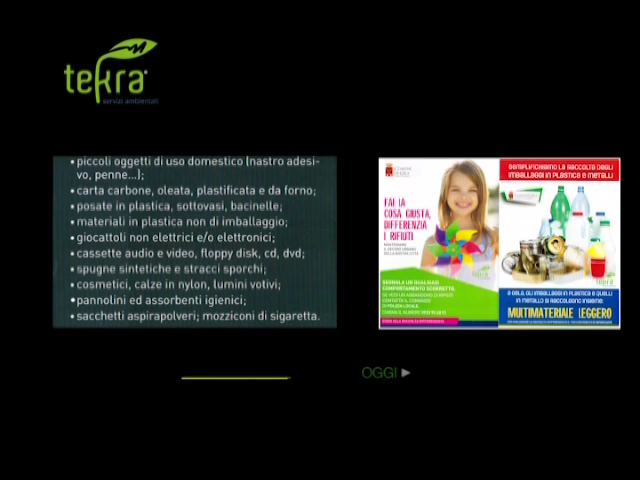 tekra
servizi ambientali
• piccoli oggetti di uso domestico (nastro adesi-
vo, penne...);
• carta carbone, oleata, plastificata e da forno;
• posate in plastica, sottovasi, bacinelle;
• materiali in plastica non di imballaggio;
• giocattoli non elettrici e/o elettronici;
• cassette audio e video, floppy disk, cd, dvd;
• spugne sintetiche e stracci sporchi;
• cosmetici, calze in nylon, lumini votivi;
• pannolini ed assorbenti igienici;
• sacchetti aspirapolveri; mozziconi di sigaretta.
FAI LA
COSA GIUSTA,
DIFFERENZIA
I RIFIUTI
SEMPLIFICHIAMO LA RACCOLTA DEGLI
IMBALLAGGI IN PLASTICA E METALLI
tekra
MULTIMATERIALE LEGGERO
OGGI